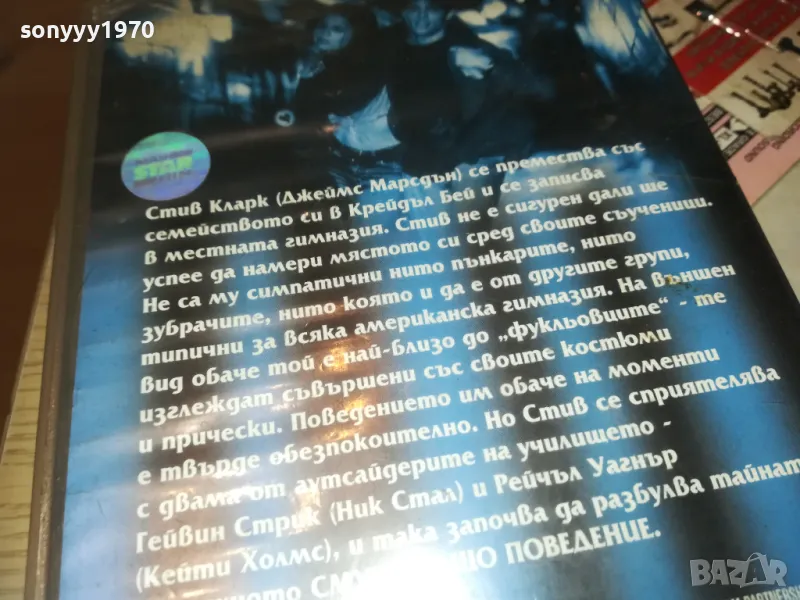 sonyyy1970
STAR
Стив Кларк (Джеймс Марсдън) се премества със
семейството си в Крейдъл Бей и се записва
в местната гимназия. Стив не е сигурен дали ще
успее да намери мястото си сред своите съученици.
Не са му симпатични нито пънкарите, нито
зубрачите, нито която и да е от другите групи,
типични за всяка американска гимназия. На външен
вид обаче той е най-близо до „фукльовците“ - те
изглеждат съвършени със своите костюми
и прически. Поведението им обаче на моменти
е твърде обезпокоително. Но Стив се сприятелява
с двама от аутсайдерите на училището -
Гейвин Стрик (Ник Стал) и Рейчъл Уагнър
(Кейти Холмс), и така започва да разбулва тайнат
ПОВЕДЕНИЕ.
BAZAR